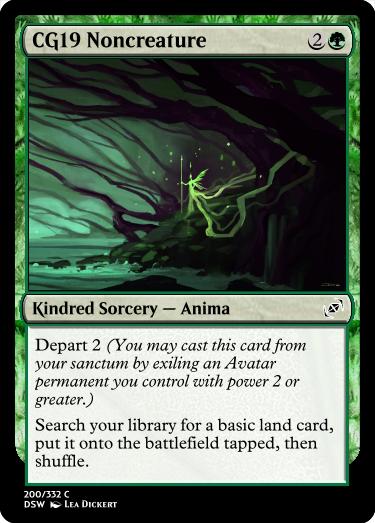 CG19 Noncreature 2
Kindred Sorcery — Anima
Depart 2 (You may cast this card from
your sanctum by exiling an Avatar
permanent you control with power 2 or
greater.)
Search your library for a basic land card,
put it onto the battlefield tapped, then
shuffle.
200/332 C
DSW Lea Dickert